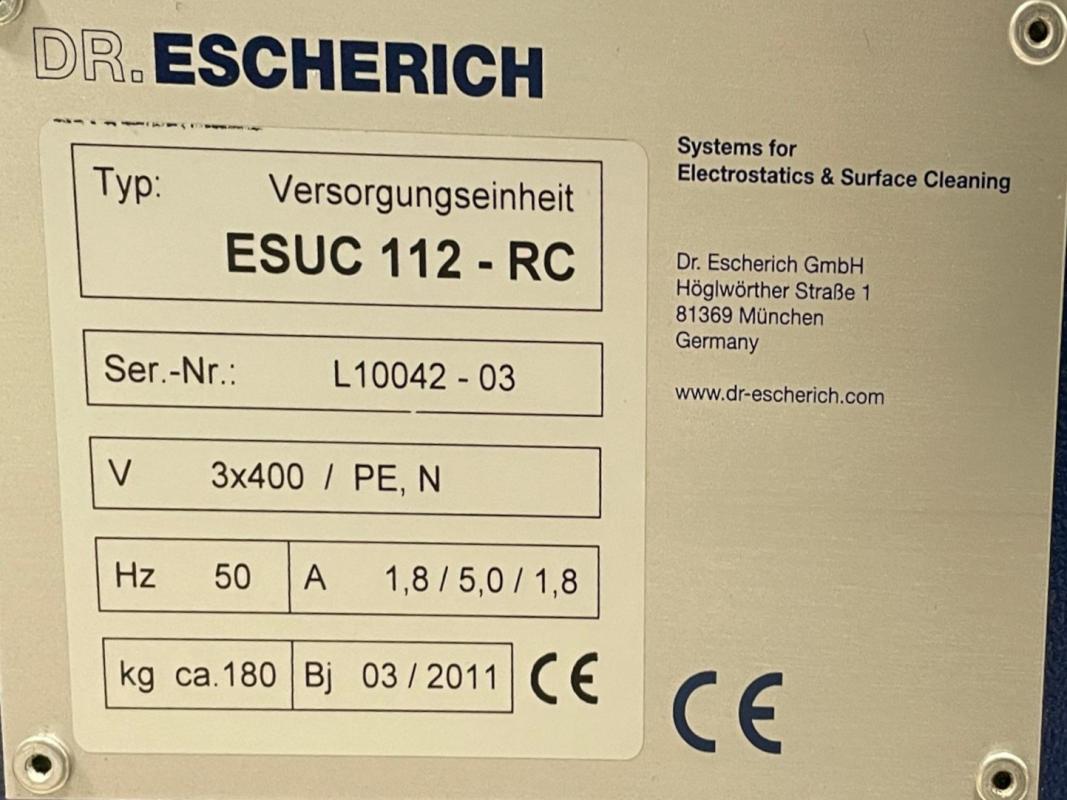 DR. ESCHERICH
Systems for
Electrostatics & Surface Cleaning
Typ: Versorgungseinheit
ESUC 112 - RC
Dr. Escherich GmbH
Höglwörther Straße 1
81369 München
Germany
www.dr-escherich.com
Ser.-Nr.: L10042 - 03
V 3x400 / PE, N
Hz 50 A 1,8 / 5,0 / 1,8
kg ca.180 Bj 03 / 2011 CE
CE